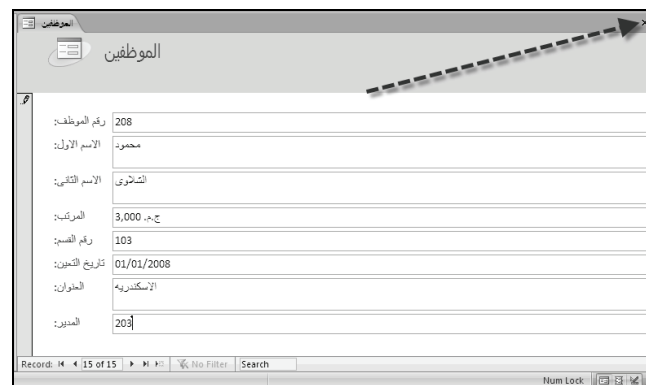 الموظفين
الموظفين
رقم الموظف: 208
الاسم الاول: محمود
الاسم الثانى: الشلاوى
المرتب: ج.م. 3,000
رقم القسم: 103
تاريخ التعين: 01/01/2008
العنوان: الاسكندريه
المدير: 203
Record: 15 of 15 No Filter Search
Num Lock